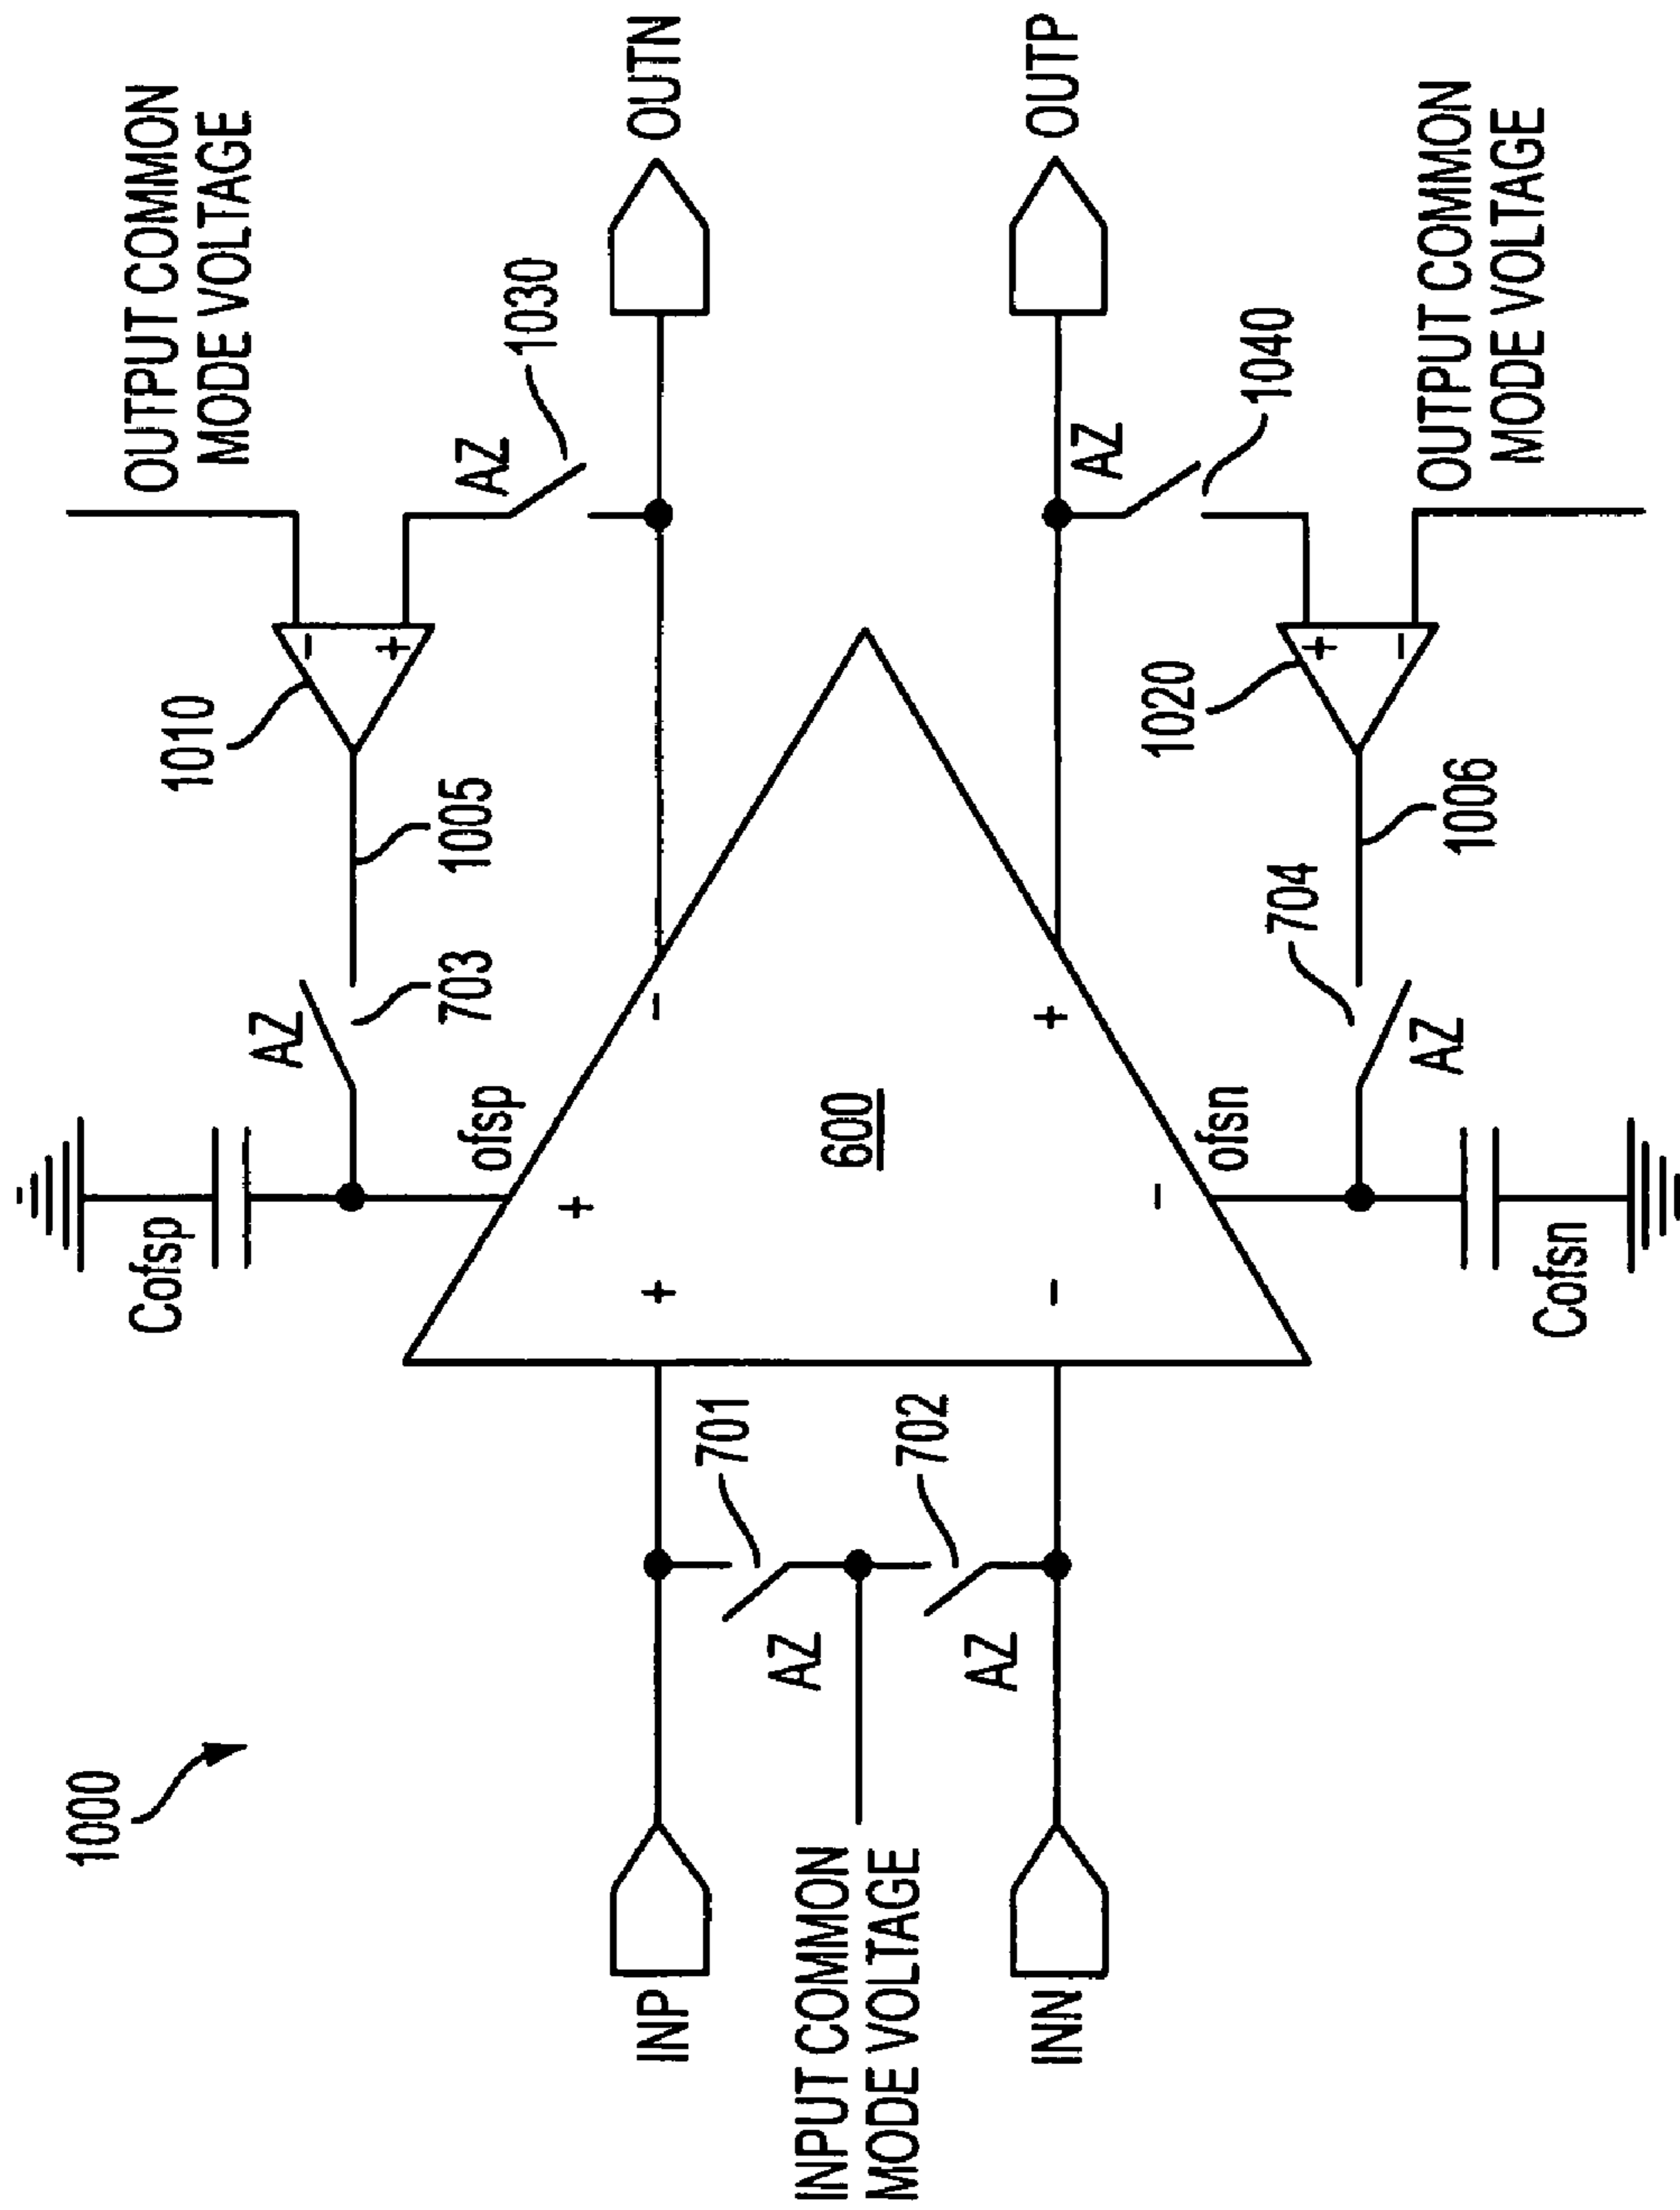 1000
OUTPUT COMMON
MODE VOLTAGE
Cofsp
AZ
703
1005
1010
AZ
1030
OUTN
ofsp
-
+
+
-
+
INP
701
AZ
INPUT COMMON
MODE VOLTAGE
600
702
AZ
INN
-
-
+
OUTP
AZ
1040
ofsn
704
1020
+
-
1006
AZ
Cofsn
OUTPUT COMMON
MODE VOLTAGE